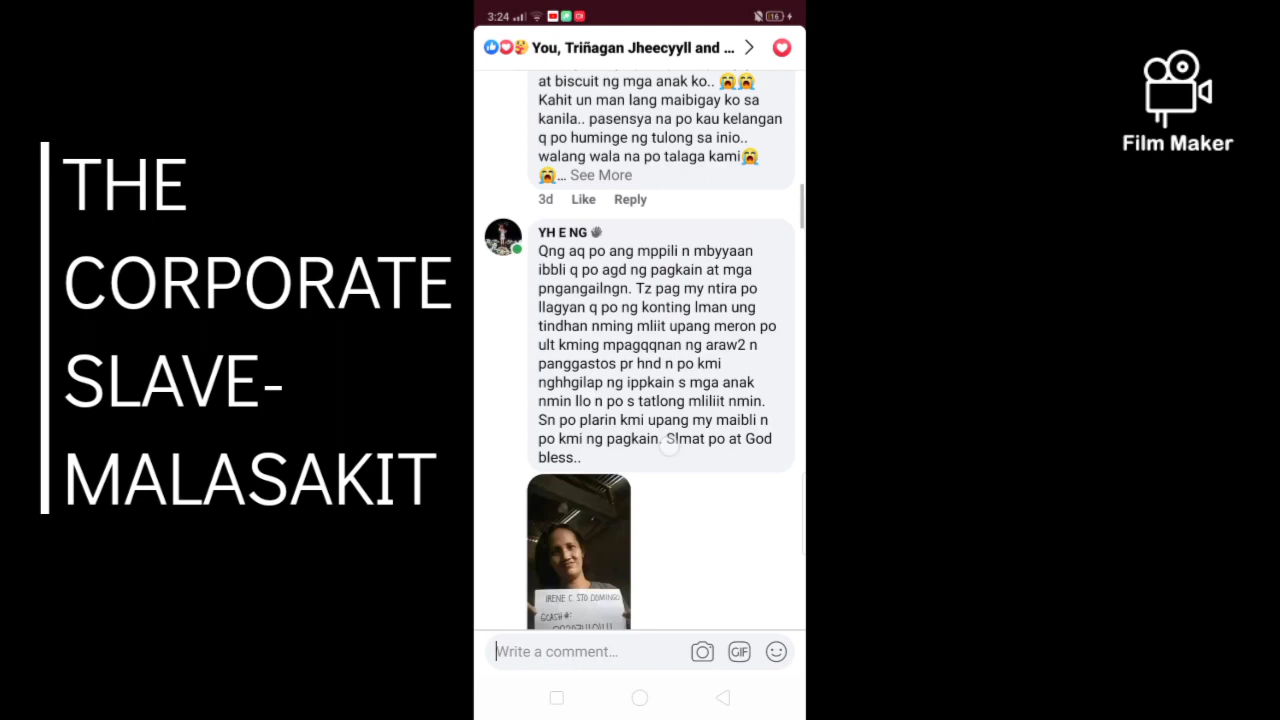 THE
CORPORATE
SLAVE-
MALASAKIT
3:24
16
You, Triñagan Jheecyyll and ...
at biscuit ng mga anak ko.. 😭😭
Kahit un man lang maibigay ko sa
kanila.. pasensya na po kau kelangan
q po huminge ng tulong sa inio..
walang wala na po talaga kami😭
😭... See More
3d Like Reply
YH E NG
Qng aq po ang mppili n mbyyaan
ibbli q po agd ng pagkain at mga
pngangailngn. Tz pag my ntira po
llagyan q po ng konting lman ung
tindhan nming mliit upang meron po
ult kming mpagqqnan ng araw2 n
panggastos pr hnd n po kmi
nghhgilap ng ippkain s mga anak
nmin llo n po s tatlong mliliit nmin.
Sn po plarin kmi upang my maibli n
po kmi ng pagkain. Slmat po at God
bless..
IRENE C STO DOMINGO
GCASH #:
Write a comment...
GIF
Film Maker